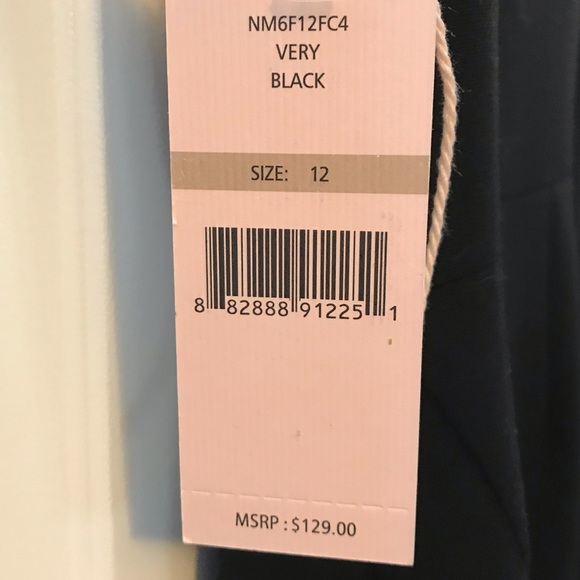 NM6F12FC4
VERY
BLACK
SIZE: 12
8 82888 91225 1
MSRP : $129.00